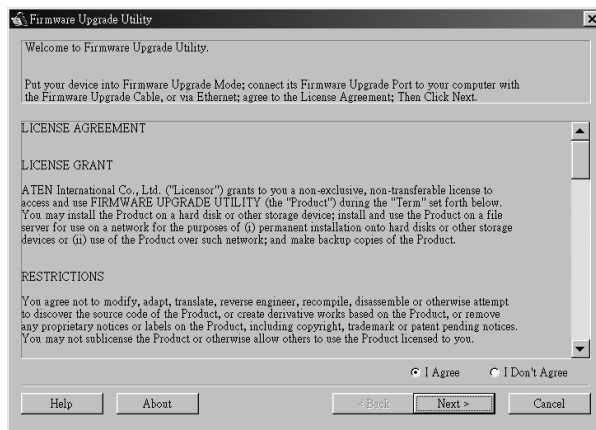 Firmware Upgrade Utility
Welcome to Firmware Upgrade Utility.
Put your device into Firmware Upgrade Mode; connect its Firmware Upgrade Port to your computer with
the Firmware Upgrade Cable, or via Ethernet; agree to the License Agreement; Then Click Next.
LICENSE AGREEMENT
LICENSE GRANT
ATEN International Co., Ltd. ("Licensor") grants to you a non-exclusive, non-transferable license to
access and use FIRMWARE UPGRADE UTILITY (the "Product") during the "Term" set forth below.
You may install the Product on a hard disk or other storage device; install and use the Product on a file
server for use on a network for the purposes of (i) permanent installation onto hard disks or other storage
devices or (ii) use of the Product over such network; and make backup copies of the Product.
RESTRICTIONS
You agree not to modify, adapt, translate, reverse engineer, recompile, disassemble or otherwise attempt
to discover the source code of the Product, or create derivative works based on the Product, or remove
any proprietary notices or labels on the Product, including copyright, trademark or patent pending notices.
You may not sublicense the Product or otherwise allow others to use the Product licensed to you.
I Agree I Don't Agree
Help About < Back Next > Cancel